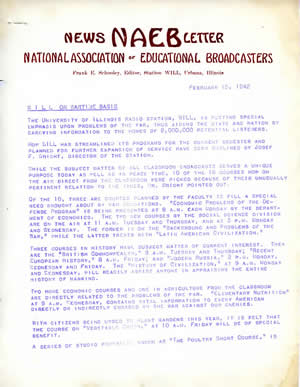 NEWS NAEB LETTER
NATIONAL ASSOCIATION OF EDUCATIONAL BROADCASTERS
Frank E. Schooley, Editor, Station WILL, Urbana, Illinois
FEBRUARY 10, 1942
WILL ON WARTIME BASIS
THE UNIVERSITY OF ILLINOIS RADIO STATION, WILL, IS PUTTING SPECIAL
EMPHASIS UPON PROBLEMS OF THE WAR, THUS AIDING THE STATE AND NATION BY
CARRYING INFORMATION TO THE HOMES OF 8,000,000 POTENTIAL LISTENERS.
HOW WILL HAS STREAMLINED ITS PROGRAMS FOR THE CURRENT SEMESTER AND
PLANNED FOR FURTHER EXPANSION OF SERVICE HAVE BEEN OUTLINED BY JOSEF
F. WRIGHT, DIRECTOR OF THE STATION.
WHILE THE SUBJECT MATTER OF ALL CLASSROOM BROADCASTS SERVES A UNIQUE
PURPOSE TODAY AS WELL AS IN PEACE TIME, 10 OF THE 16 COURSES NOW ON
THE AIR DIRECT FROM THE CLASSROOM WERE PICKED BECAUSE OF THEIR UNUSUALLY
PERTINENT RELATION TO THE TIMES, MR. WRIGHT POINTED OUT.
OF THE 10, THREE ARE COURSES PLANNED BY THE FACULTY TO FILL A SPECIAL
NEED BROUGHT ABOUT BY WAR CONDITIONS. "ECONOMIC PROBLEMS OF THE DE-
FENSE PROGRAM" IS BEING PRESENTED AT 9 A.M. EACH MONDAY BY THE DEPART-
MENT OF ECONOMICS. THE TWO NEW COURSES BY THE SOCIAL SCIENCE DIVISION
ARE ON THE AIR AT 11 A.M. TUESDAY AND THURSDAY, AND AT 3 P.M. MONDAY
AND WEDNESDAY. THE FORMER IS ON THE "BACKGROUND AND PROBLEMS OF THE
WAR," WHILE THE LATTER DEALS WITH "LATIN AMERICAN CIVILIZATION."
THREE COURSES IN HISTORY HAVE SUBJECT MATTER OF CURRENT INTEREST. THEY
ARE THE "BRITISH COMMONWEALTH," 8 A.M. TUESDAY AND THURSDAY; "RECENT
EUROPEAN HISTORY," 8 A.M. FRIDAY; AND "MODERN RUSSIA," 2 P.M. MONDAY,
WEDNESDAY AND FRIDAY. THE "HISTORY OF CIVILIZATION," AT 9 A.M. MONDAY
AND WEDNESDAY, WILL READILY ASSIST ANYONE IN APPRAISING THE ENTIRE
HISTORY OF MANKIND.
TWO HOME ECONOMIC COURSES AND ONE IN AGRICULTURE FROM THE CLASSROOM
ARE DIRECTLY RELATED TO THE PROBLEMS OF THE WAR. "ELEMENTARY NUTRITION"
AT 9 A.M., THURSDAY, CONTAINS VITAL INFORMATION TO EVERY AMERICAN
DIRECTLY OR INDIRECTLY ENGAGED IN THE WAR AGAINST OUR ENEMIES.
WITH CITIZENS BEING URGED TO PLANT GARDENS THIS YEAR, IT IS FELT THAT
THE COURSE ON "VEGETABLE CROPS," AT 10 A.M. FRIDAY WILL BE OF SPECIAL
BENEFIT.
A SERIES OF STUDIO PROGRAMS KNOWN AS "THE POULTRY SHORT COURSE," IS